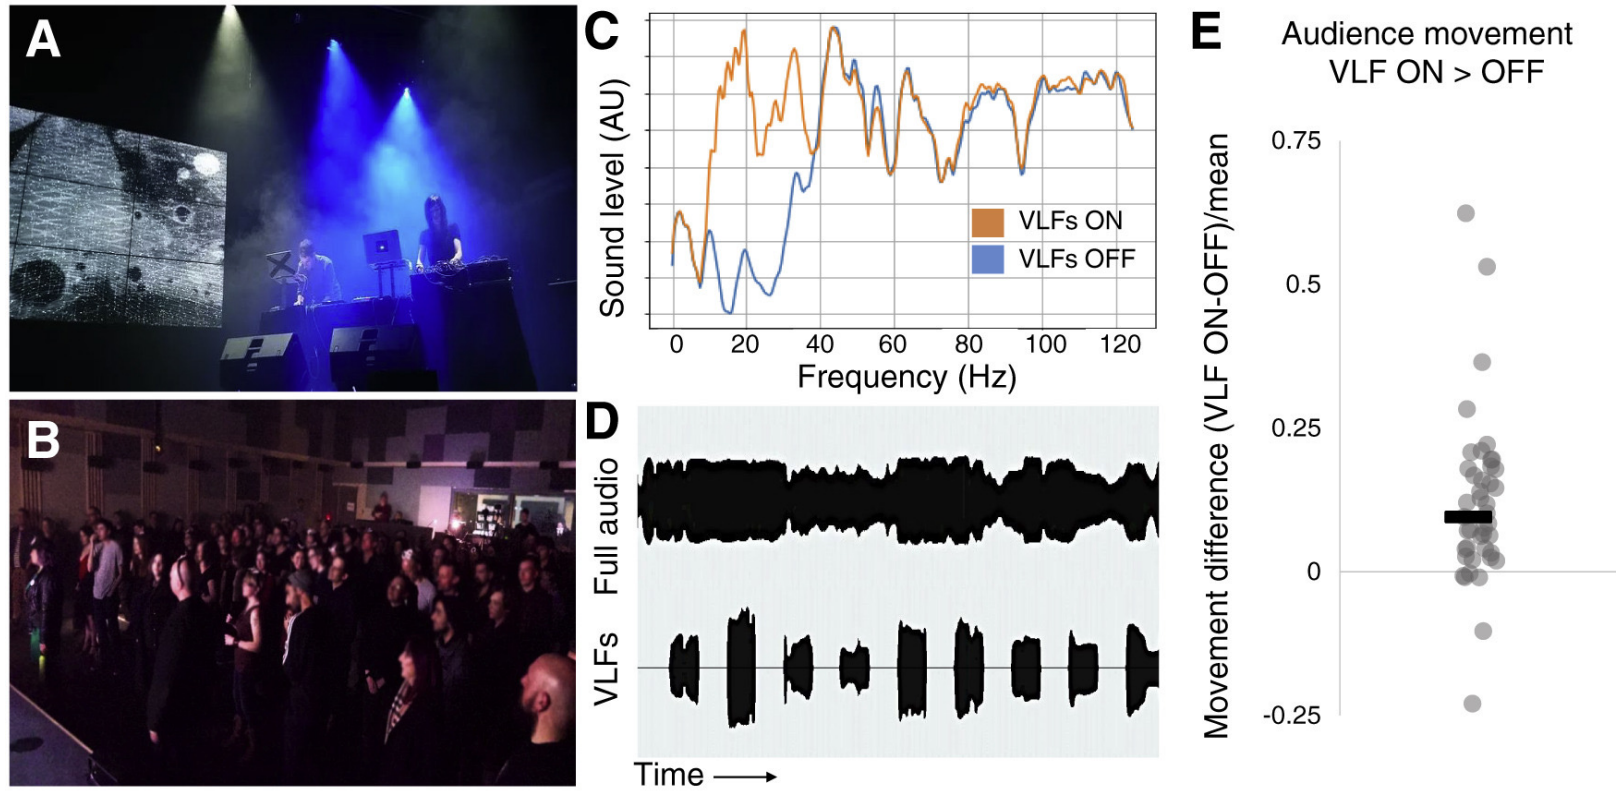 A
B
C
Sound level (AU)
VLFs ON
VLFs OFF
0 20 40 60 80 100 120
Frequency (Hz)
D
Full audio
VLFs
Time
E
Audience movement
VLF ON > OFF
Movement difference (VLF ON-OFF)/mean
0.75
0.5
0.25
0
-0.25